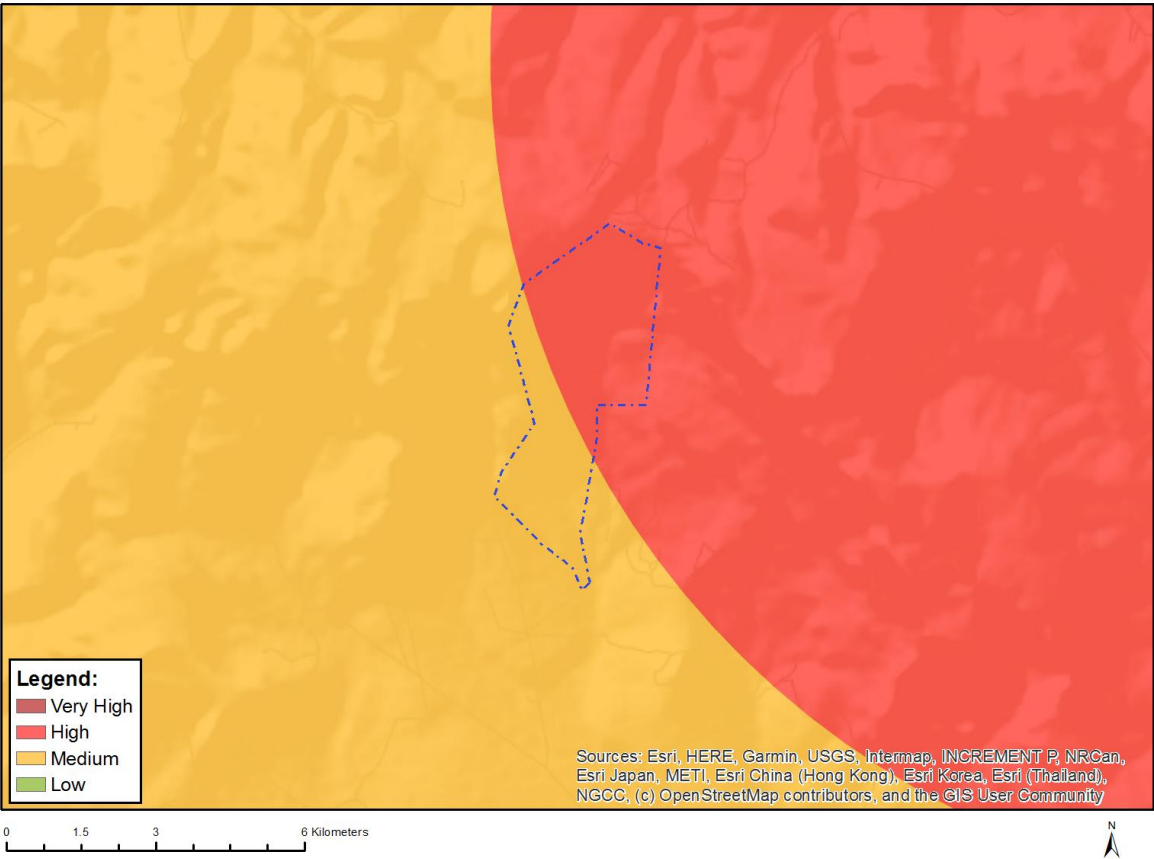 Legend:
Very High
High
Medium
Low
Sources: Esri, HERE, Garmin, USGS, Intermap, INCREMENT P, NRCan,
Esri Japan, METI, Esri China (Hong Kong), Esri Korea, Esri (Thailand),
NGCC, (c) OpenStreetMap contributors, and the GIS User Community
0 1.5 3 6 Kilometers
N